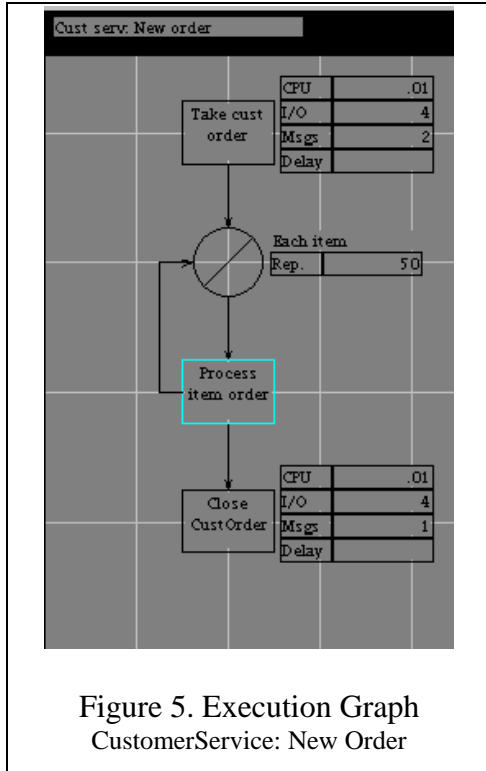 Cust serv: New order
Take cust
order
CPU .01
I/O 4
Msgs 2
Delay
Each item
Rep. 50
Process
item order
Close
CustOrder
CPU .01
I/O 4
Msgs 1
Delay
Figure 5. Execution Graph
CustomerService: New Order